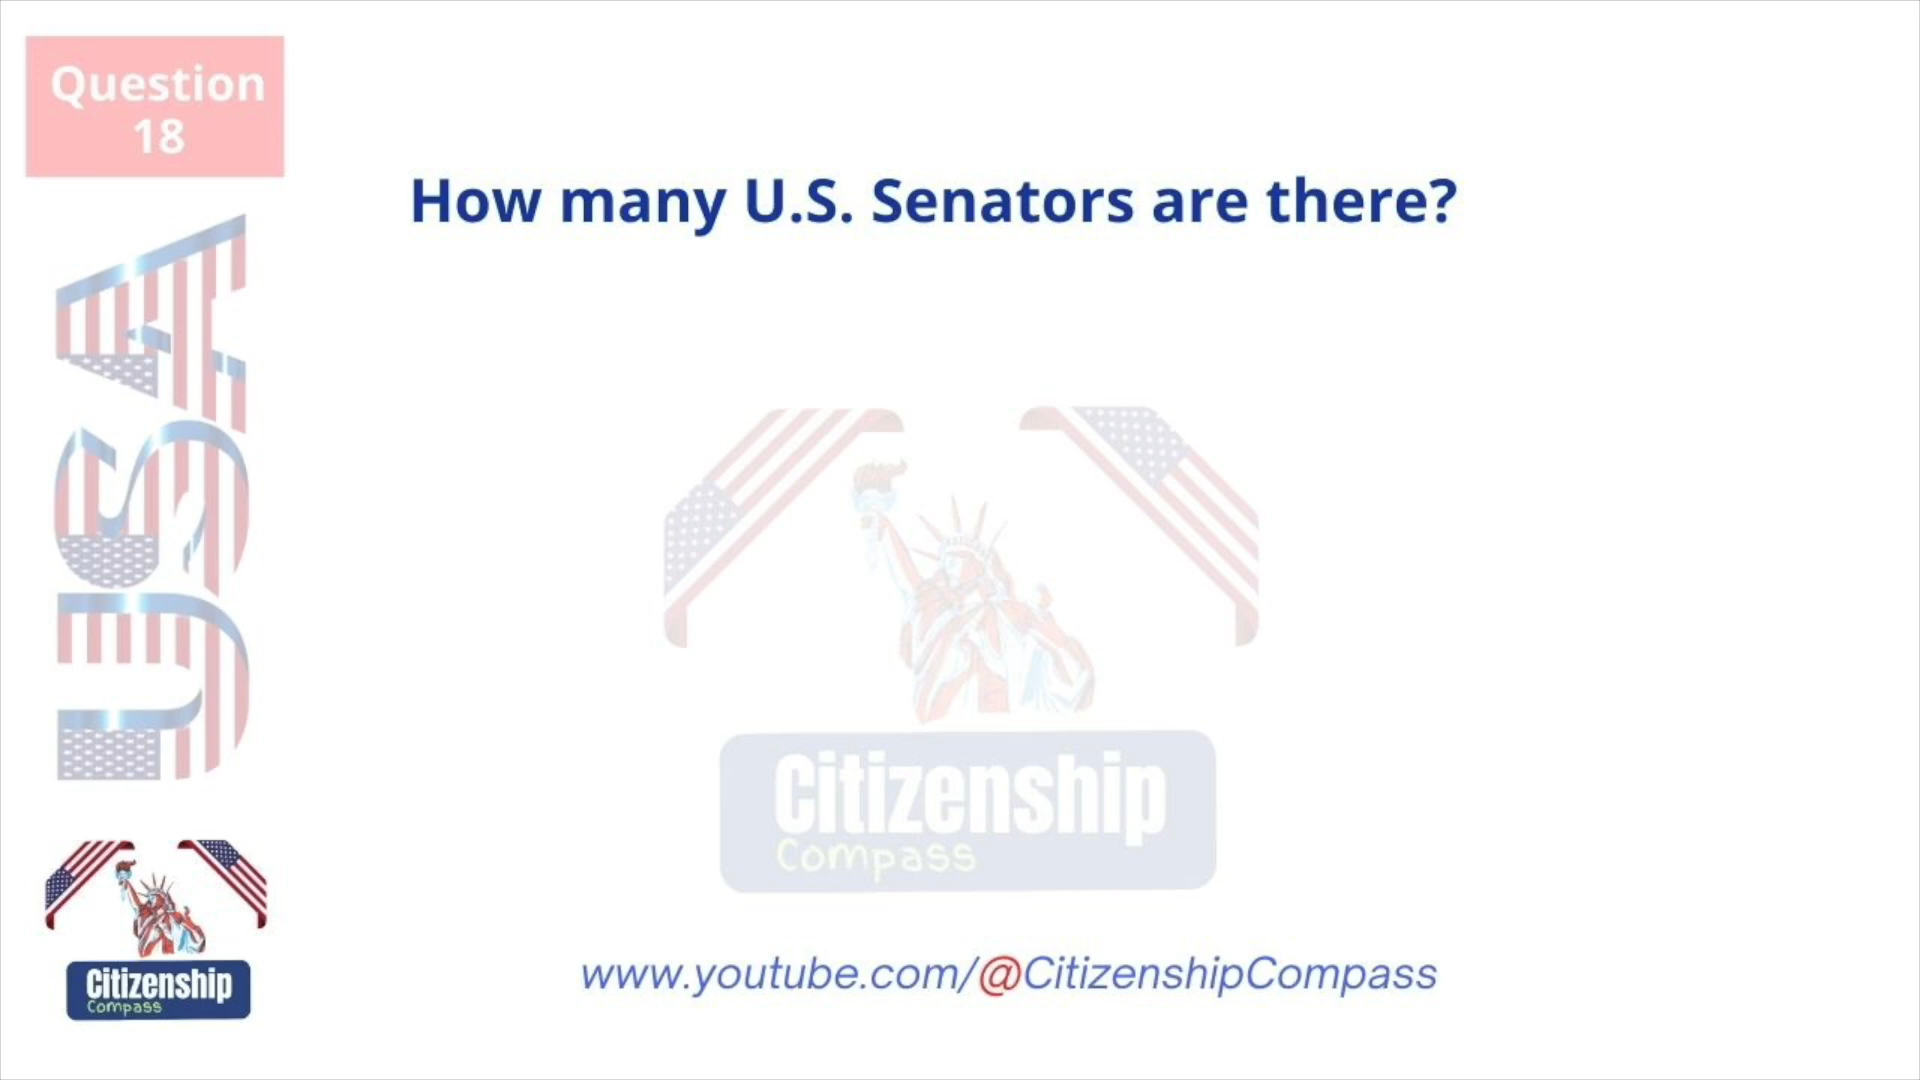 Question
18
How many U.S. Senators are there?
USA
Citizenship
Compass
Citizenship
Compass
www.youtube.com/@CitizenshipCompass